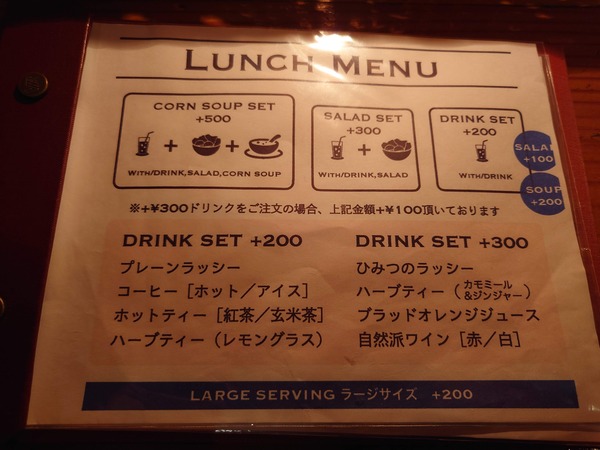 LUNCH MENU
CORN SOUP SET
+500
WITH/DRINK,SALAD,CORN SOUP
SALAD SET
+300
WITH/DRINK,SALAD
DRINK SET
+200
WITH/DRINK
SALAD
+100
SOUP
+200
※+¥300ドリンクをご注文の場合、上記金額+¥100頂いております
DRINK SET +200
プレーンラッシー
コーヒー［ホット／アイス］
ホットティー［紅茶／玄米茶］
ハーブティー（レモングラス）
DRINK SET +300
ひみつのラッシー
ハーブティー（カモミール&ジンジャー）
ブラッドオレンジジュース
自然派ワイン［赤／白］
LARGE SERVING ラージサイズ +200